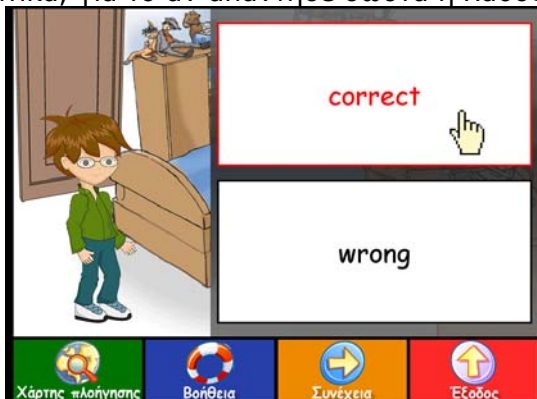 correct
wrong
Χάρτης πλοήγησης
Βοήθεια
Συνέχεια
Έξοδος